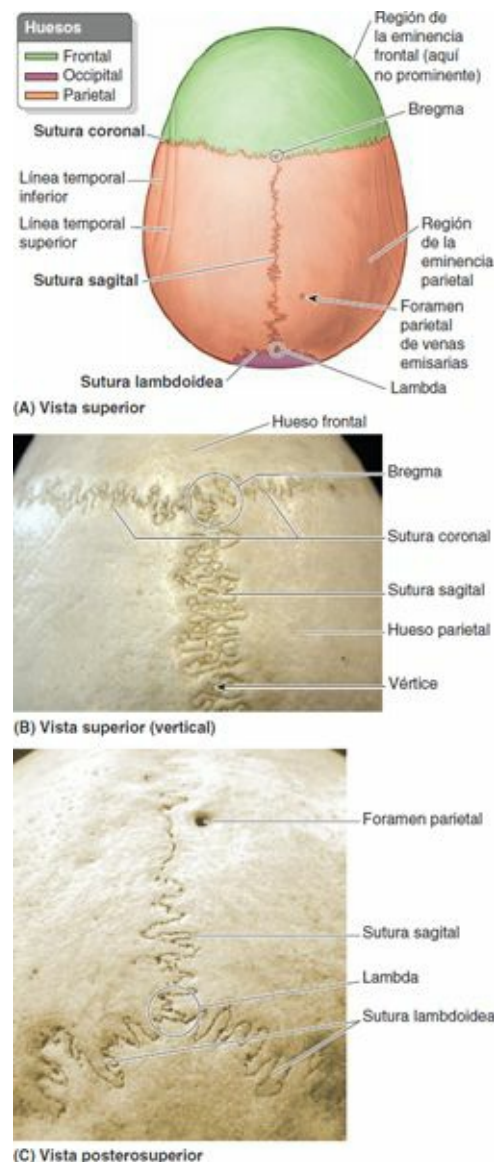 Huesos
Frontal
Occipital
Parietal
Región de
la eminencia
frontal (aquí
no prominente)
Bregma
Sutura coronal
Línea temporal
inferior
Línea temporal
superior
Sutura sagital
Región
de la
eminencia
parietal
Foramen
parietal
de venas
emisarias
Sutura lambdoidea
Lambda
(A) Vista superior
Hueso frontal
Bregma
Sutura coronal
Sutura sagital
Hueso parietal
Vértice
(B) Vista superior (vertical)
Foramen parietal
Sutura sagital
Lambda
Sutura lambdoidea
(C) Vista posterosuperior